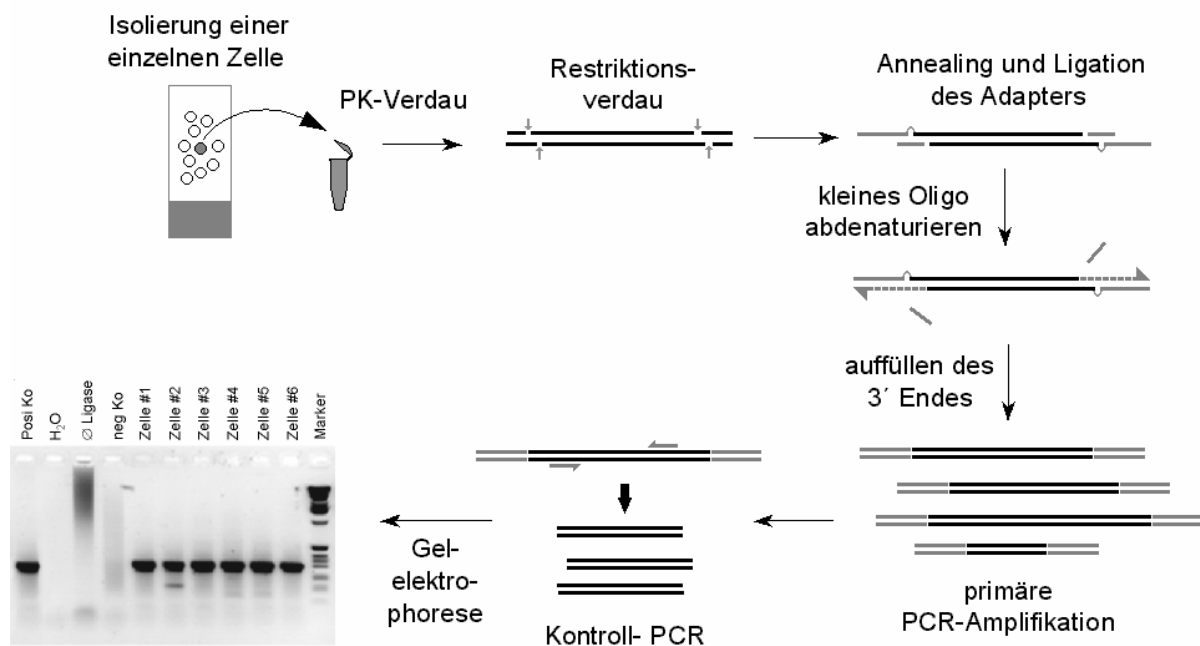 Isolierung einer
einzelnen Zelle
PK-Verdau
Restriktions-
verdau
Annealing und Ligation
des Adapters
kleines Oligo
abdenaturieren
auffüllen des
3´ Endes
primäre
PCR-Amplifikation
Kontroll- PCR
Gel-
elektro-
phorese
Posi Ko
H₂O
∅ Ligase
neg Ko
Zelle #1
Zelle #2
Zelle #3
Zelle #4
Zelle #5
Zelle #6
Marker